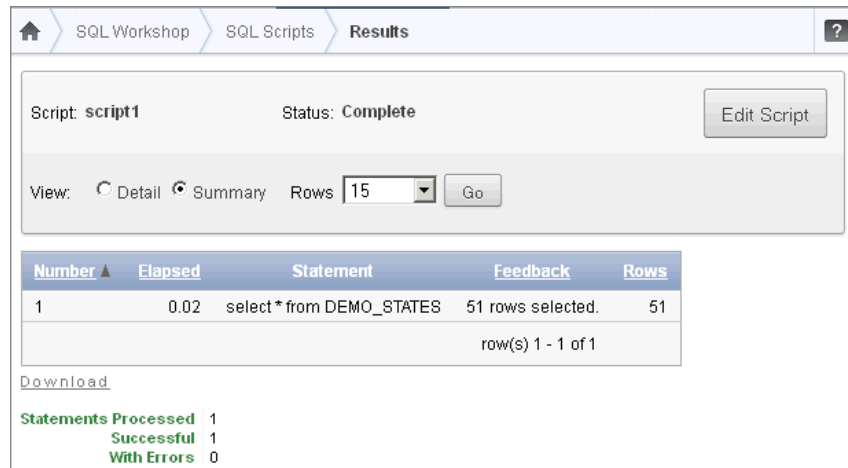 SQL Workshop SQL Scripts Results ?
Script: script1 Status: Complete Edit Script
View: Detail Summary Rows 15 Go
Number Elapsed Statement Feedback Rows
1 0.02 select * from DEMO_STATES 51 rows selected. 51
row(s) 1 - 1 of 1
Download
Statements Processed 1
Successful 1
With Errors 0